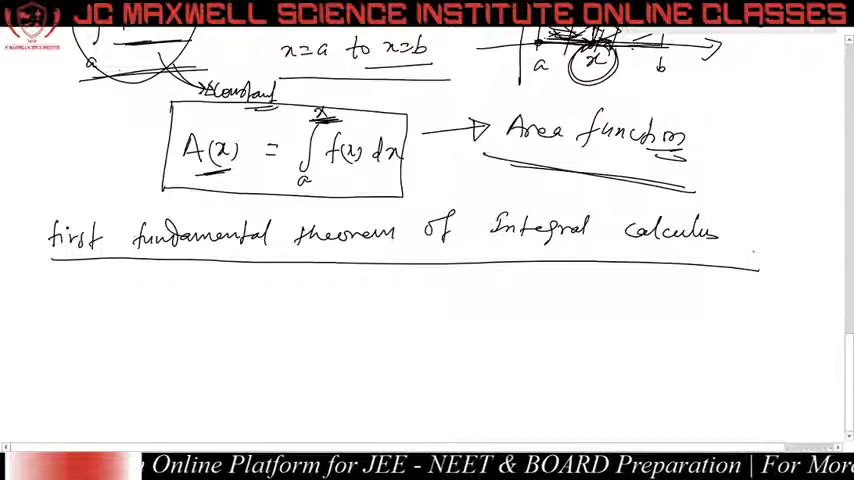 JC MAXWELL SCIENCE INSTITUTE ONLINE CLASSES
x=a to x=b
a
a x b
constant
A(x) = ∫ₐˣ f(x) dx → Area function
first fundamental theorem of Integral calculus
Online Platform for JEE - NEET & BOARD Preparation | For More